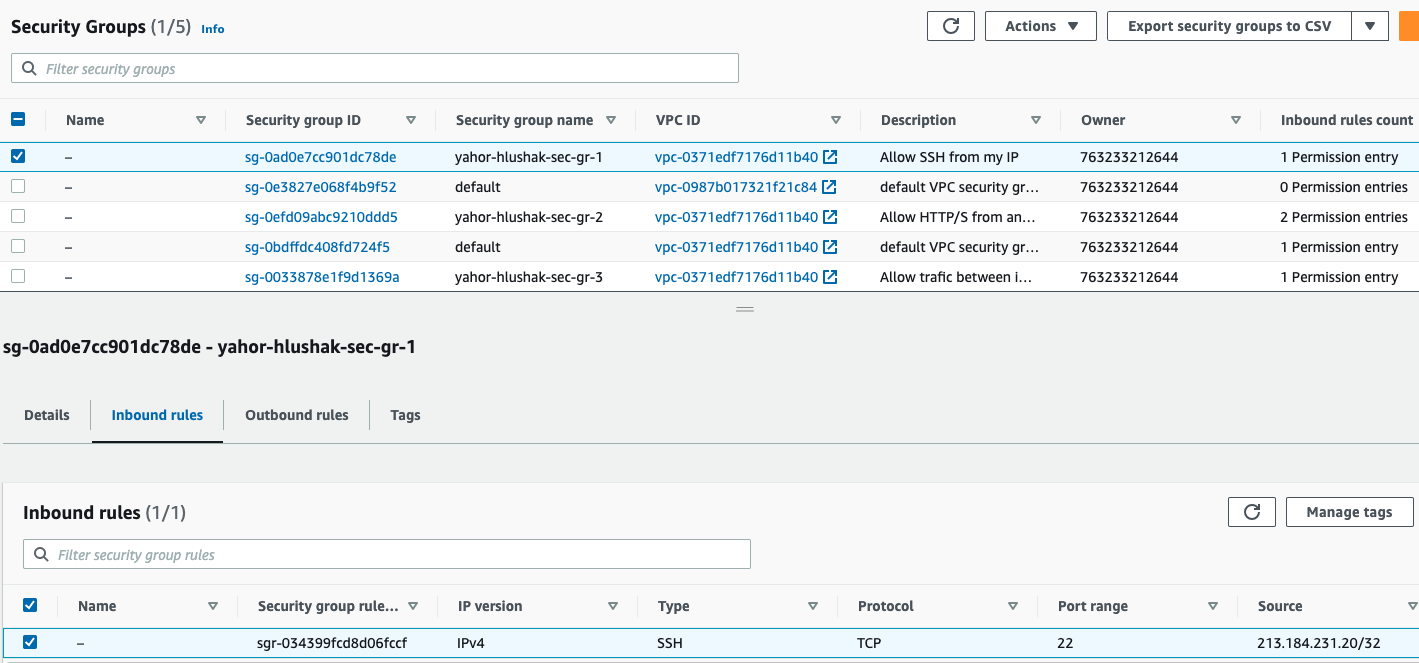 Security Groups (1/5) Info
Actions
Export security groups to CSV
Filter security groups
Name Security group ID Security group name VPC ID Description Owner Inbound rules count
– sg-0ad0e7cc901dc78de yahor-hlushak-sec-gr-1 vpc-0371edf7176d11b40 Allow SSH from my IP 763233212644 1 Permission entry
– sg-0e3827e068f4b9f52 default vpc-0987b017321f21c84 default VPC security gr... 763233212644 0 Permission entries
– sg-0efd09abc9210ddd5 yahor-hlushak-sec-gr-2 vpc-0371edf7176d11b40 Allow HTTP/S from an... 763233212644 2 Permission entries
– sg-0bdffdc408fd724f5 default vpc-0371edf7176d11b40 default VPC security gr... 763233212644 1 Permission entry
– sg-0033878e1f9d1369a yahor-hlushak-sec-gr-3 vpc-0371edf7176d11b40 Allow trafic between i... 763233212644 1 Permission entry
sg-0ad0e7cc901dc78de - yahor-hlushak-sec-gr-1
Details Inbound rules Outbound rules Tags
Inbound rules (1/1)
Manage tags
Filter security group rules
Name Security group rule... IP version Type Protocol Port range Source
– sgr-034399fcd8d06fccf IPv4 SSH TCP 22 213.184.231.20/32